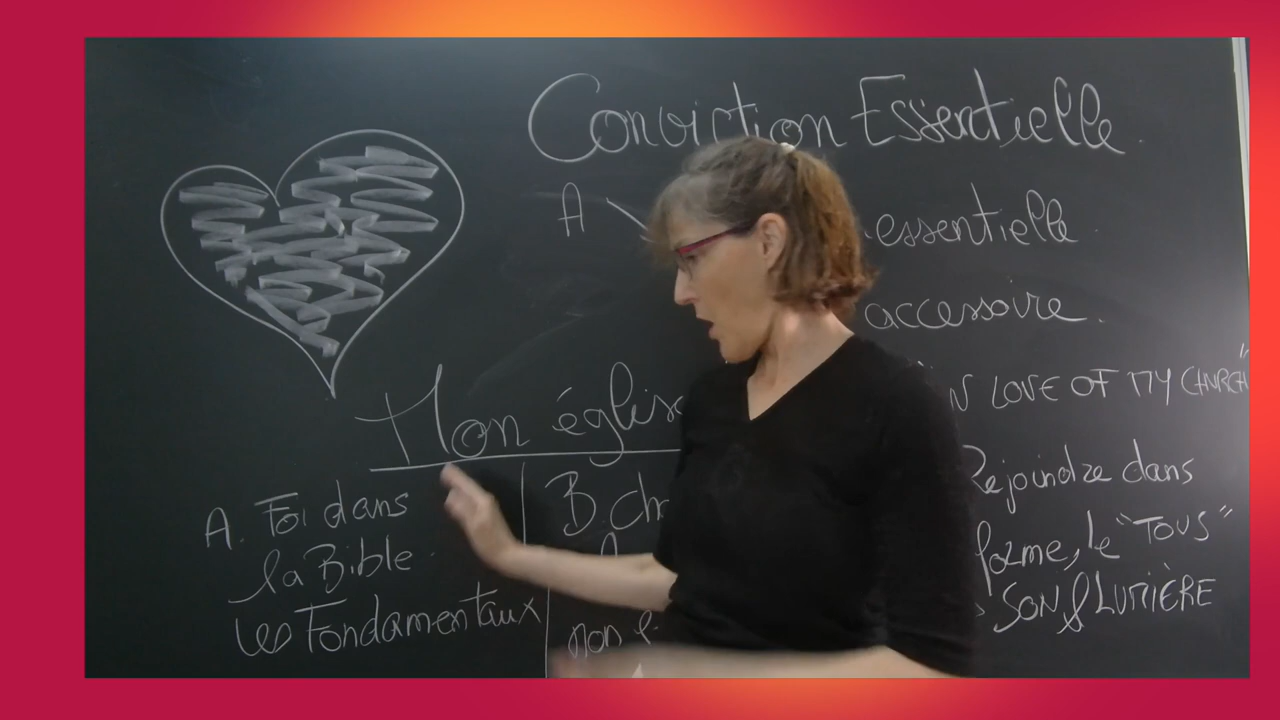 Conviction Essentielle.
A
essentielle.
accessoire.
Mon église
LOVE OF MY CHURCH"
A. Foi dans
la Bible.
les Fondamentaux
B.
non
Rejoindre dans
forme, le "TOUS"
SON & LUMIÈRE